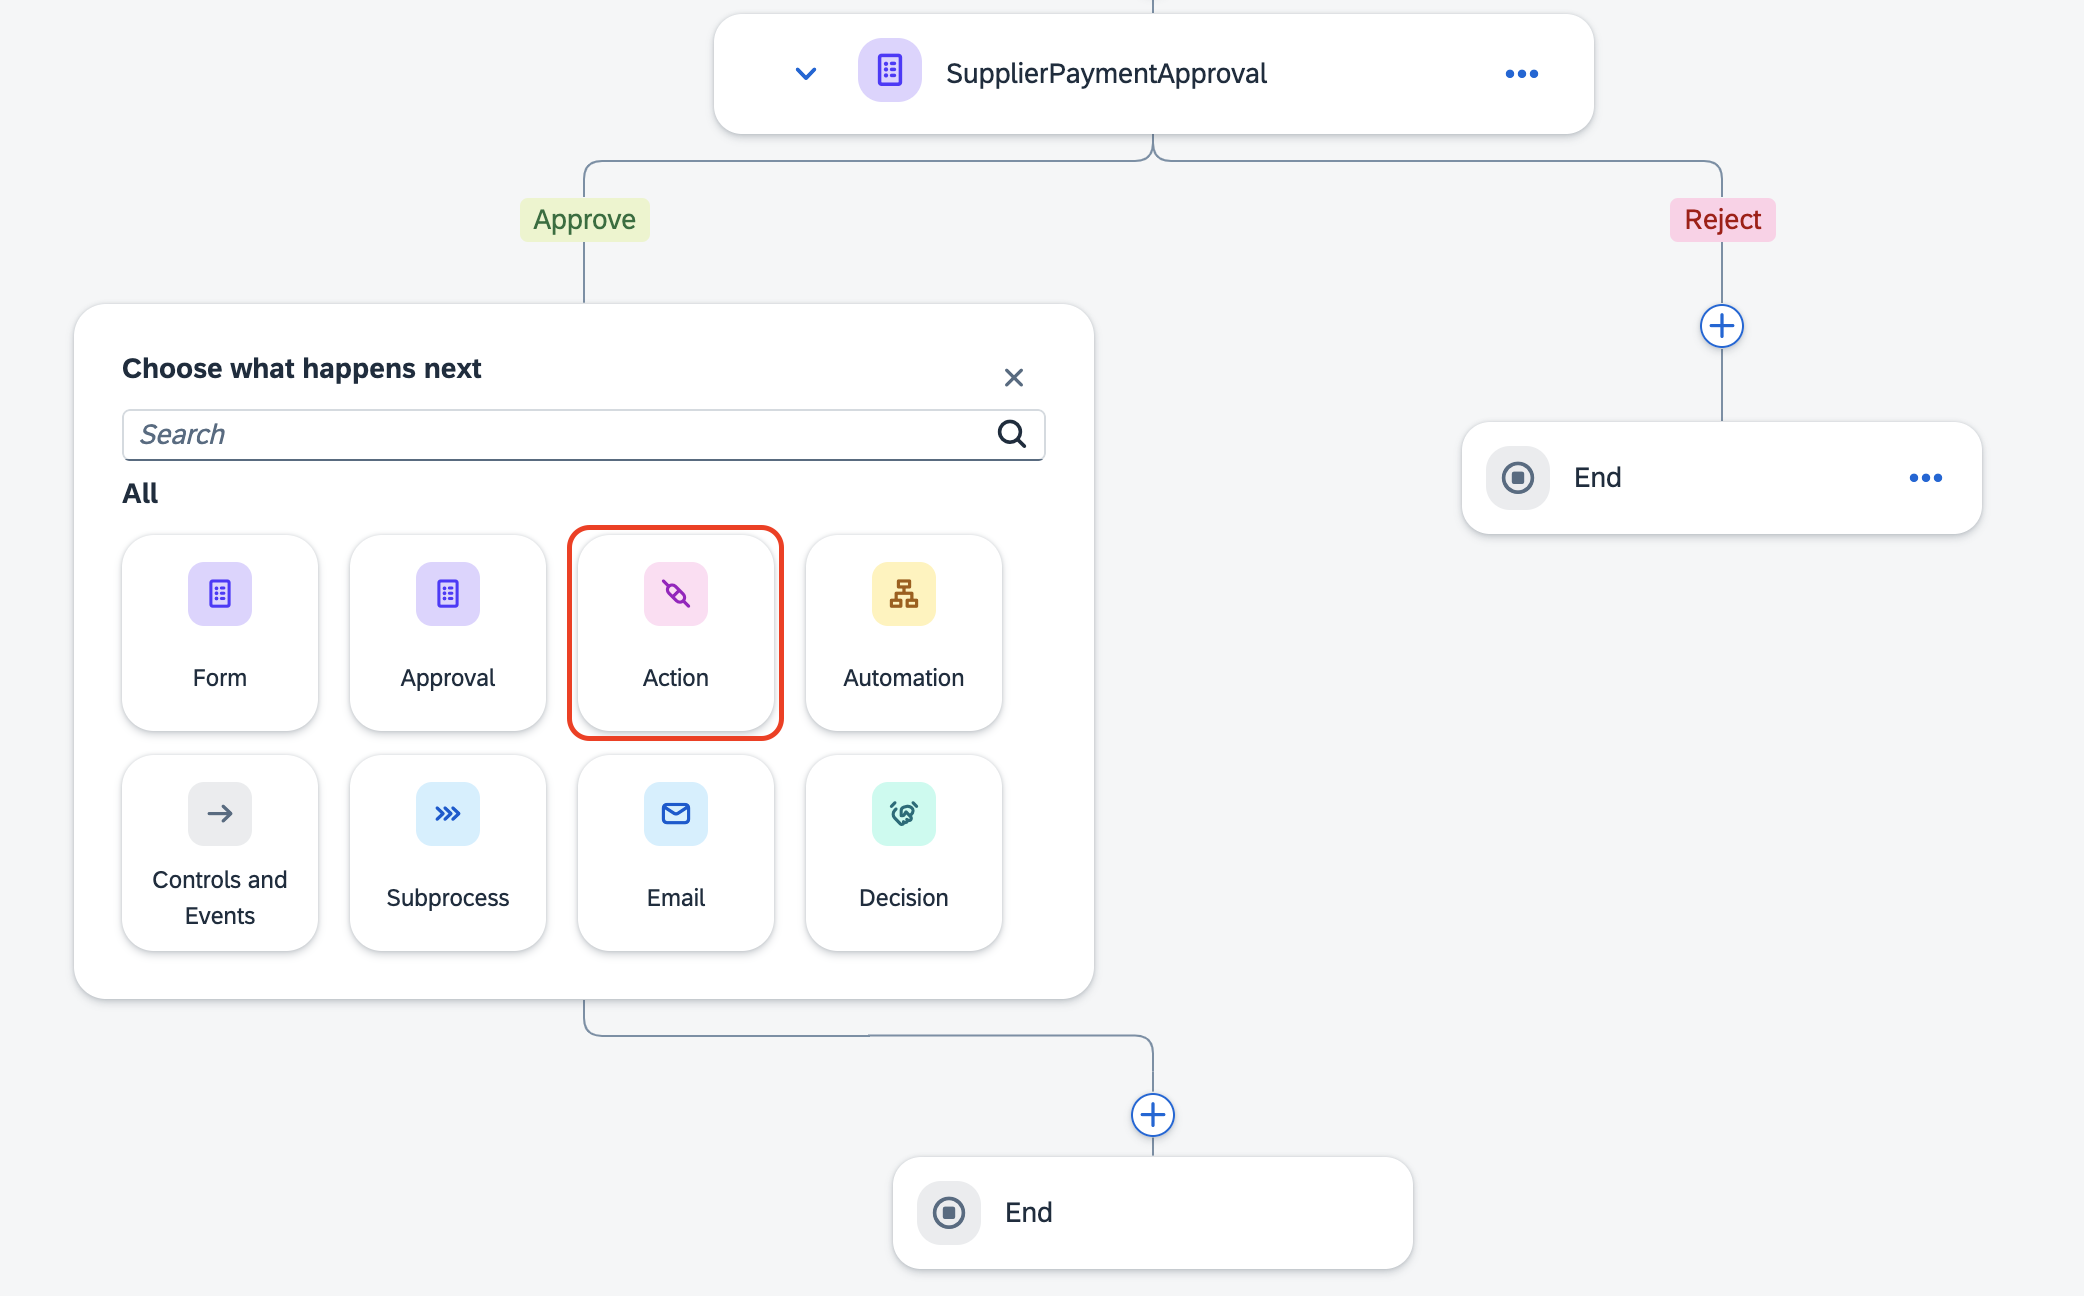 SupplierPaymentApproval
Approve
Reject
Choose what happens next
Search
All
End
Form
Approval
Action
Automation
Controls and
Events
Subprocess
Email
Decision
End